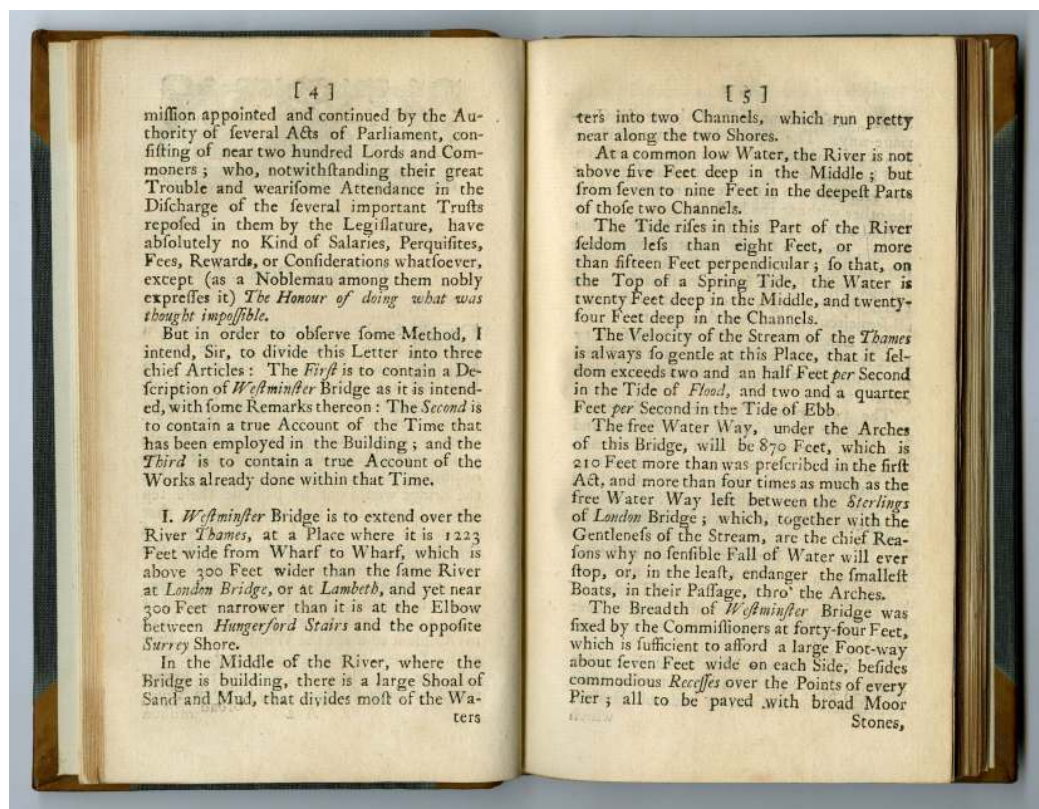 [ 4 ]
miſſion appointed and continued by the Au-
thority of ſeveral Acts of Parliament, con-
ſiſting of near two hundred Lords and Com-
moners ; who, notwithſtanding their great
Trouble and weariſome Attendance in the
Diſcharge of the ſeveral important Truſts
repoſed in them by the Legiſlature, have
abſolutely no Kind of Salaries, Perquiſites,
Fees, Rewards, or Conſiderations whatſoever,
except (as a Nobleman among them nobly
expreſſes it) The Honour of doing what was
thought impoſſible.
But in order to obſerve ſome Method, I
intend, Sir, to divide this Letter into three
chief Articles : The Firſt is to contain a De-
ſcription of Weſtminſter Bridge as it is intend-
ed, with ſome Remarks thereon : The Second is
to contain a true Account of the Time that
has been employed in the Building ; and the
Third is to contain a true Account of the
Works already done within that Time.
I. Weſtminſter Bridge is to extend over the
River Thames, at a Place where it is 1223
Feet wide from Wharf to Wharf, which is
above 300 Feet wider than the ſame River
at London Bridge, or at Lambeth, and yet near
300 Feet narrower than it is at the Elbow
between Hungerford Stairs and the oppoſite
Surrey Shore.
In the Middle of the River, where the
Bridge is building, there is a large Shoal of
Sand and Mud, that divides moſt of the Wa-
ters
[ 5 ]
ters into two Channels, which run pretty
near along the two Shores.
At a common low Water, the River is not
above five Feet deep in the Middle ; but
from ſeven to nine Feet in the deepeſt Parts
of thoſe two Channels.
The Tide riſes in this Part of the River
ſeldom leſs than eight Feet, or more
than fifteen Feet perpendicular ; ſo that, on
the Top of a Spring Tide, the Water is
twenty Feet deep in the Middle, and twenty-
four Feet deep in the Channels.
The Velocity of the Stream of the Thames
is always ſo gentle at this Place, that it ſel-
dom exceeds two and an half Feet per Second
in the Tide of Flood, and two and a quarter
Feet per Second in the Tide of Ebb
The free Water Way, under the Arches
of this Bridge, will be 870 Feet, which is
210 Feet more than was preſcribed in the firſt
Act, and more than four times as much as the
free Water Way left between the Sterlings
of London Bridge ; which, together with the
Gentleneſs of the Stream, are the chief Rea-
ſons why no ſenſible Fall of Water will ever
ſtop, or, in the leaſt, endanger the ſmalleſt
Boats, in their Paſſage, thro' the Arches.
The Breadth of Weſtminſter Bridge was
fixed by the Commiſſioners at forty-four Feet,
which is ſufficient to afford a large Foot-way
about ſeven Feet wide on each Side, beſides
commodious Receſſes over the Points of every
Pier ; all to be paved with broad Moor
Stones,